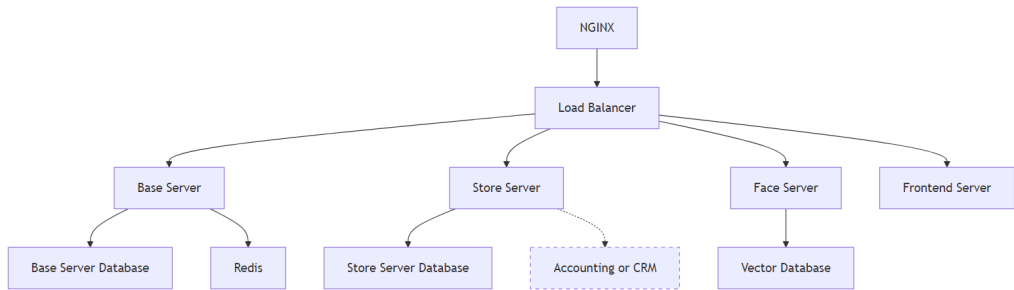 NGINX
Load Balancer
Base Server
Store Server
Face Server
Frontend Server
Base Server Database
Redis
Store Server Database
Accounting or CRM
Vector Database